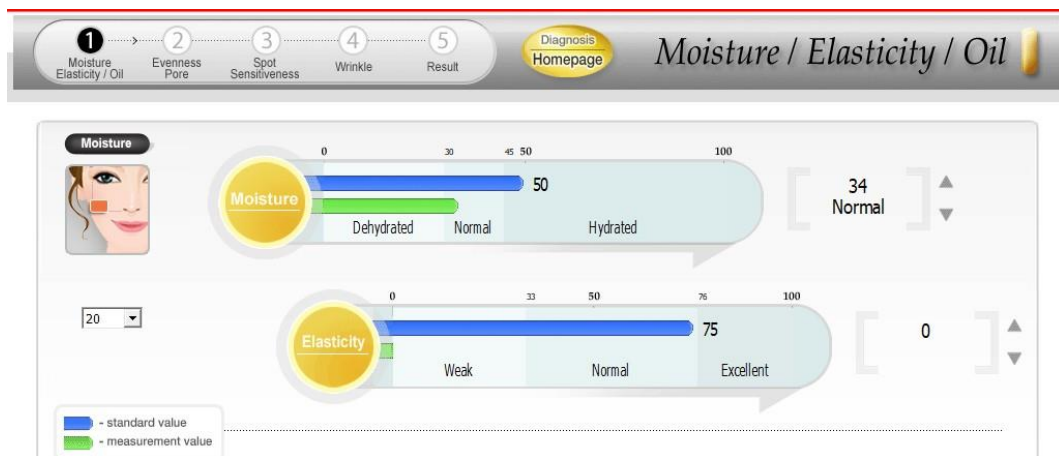 1 2 3 4 5
Moisture Elasticity / Oil
Evenness Pore
Spot Sensitiveness
Wrinkle
Result
Diagnosis
Homepage
Moisture / Elasticity / Oil
Moisture
0 30 45 50 100
Moisture
50
Dehydrated Normal Hydrated
34
Normal
20
0 33 50 76 100
Elasticity
75
Weak Normal Excellent
0
- standard value
- measurement value